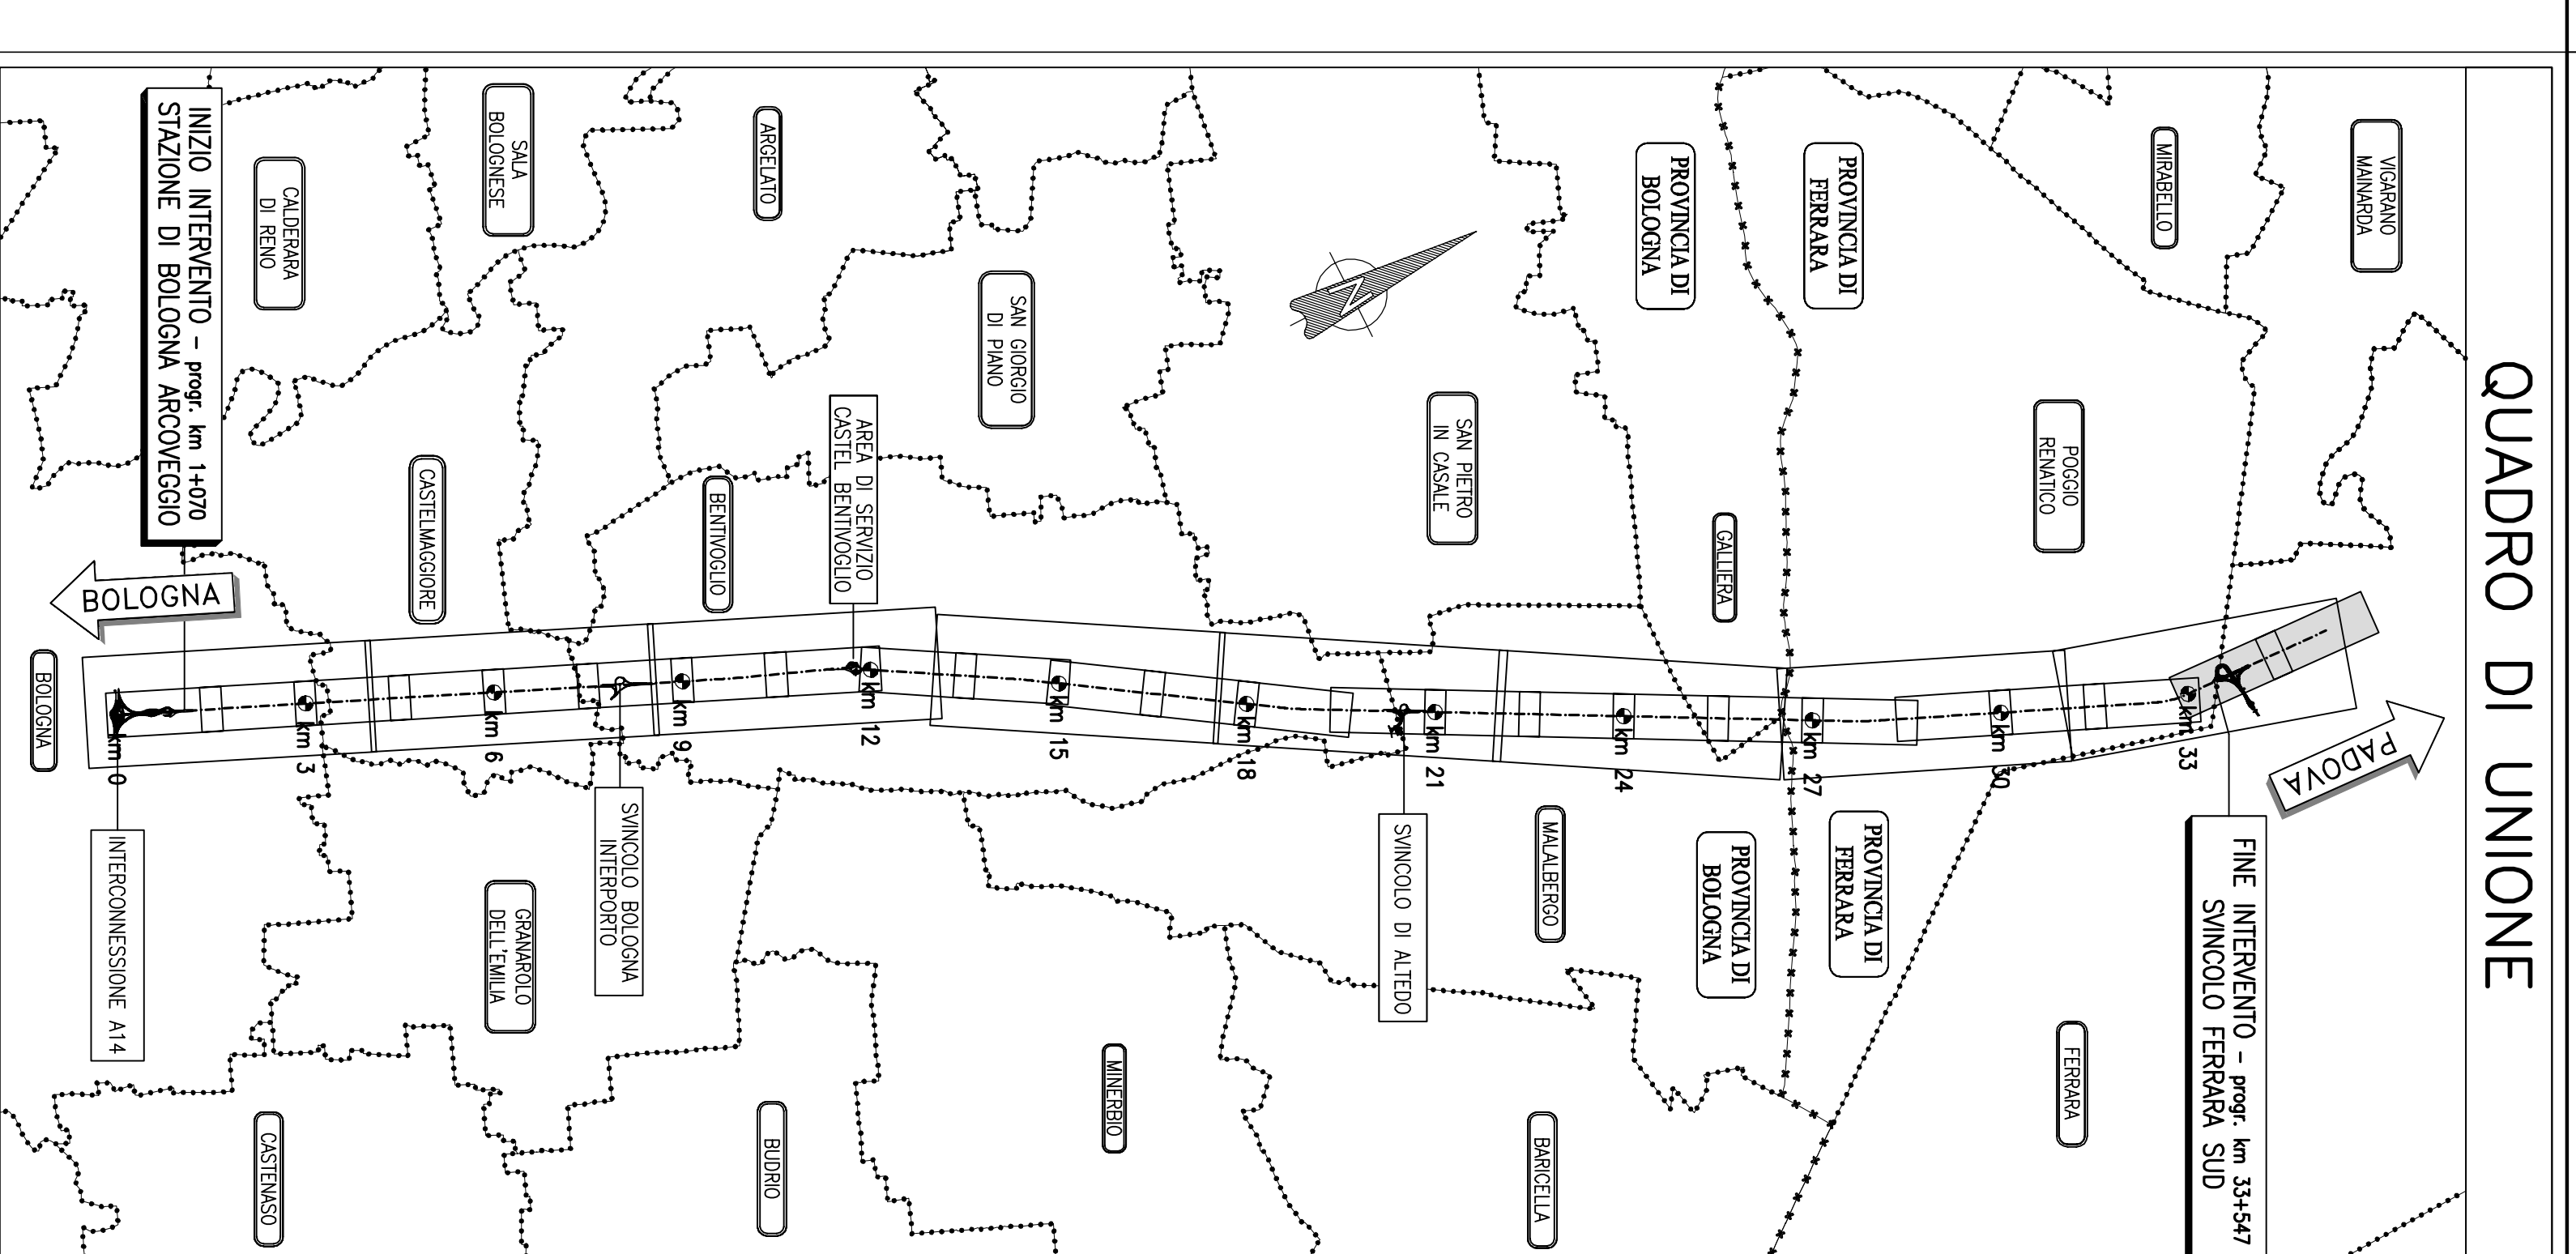 QUADRO DI UNIONE
VIGARANO
MAINARDA
MIRABELLO
PROVINCIA DI
FERRARA
PROVINCIA DI
BOLOGNA
ARGELATO
SALA
BOLOGNESE
CALDERARA
DI RENO
INIZIO INTERVENTO - progr. km 1+070
STAZIONE DI BOLOGNA ARCOVEGGIO
N
SAN GIORGIO
DI PIANO
SAN PIETRO
IN CASALE
POGGIO
RENATICO
GALLIERA
AREA DI SERVIZIO
CASTEL BENTIVOGLIO
BENTIVOGLIO
CASTELMAGGIORE
BOLOGNA
BOLOGNA
km 0
km 3
km 6
km 9
km 12
km 15
km 18
km 21
km 24
km 27
km 30
km 33
PADOVA
FINE INTERVENTO - progr. km 33+547
SVINCOLO FERRARA SUD
PROVINCIA DI
FERRARA
PROVINCIA DI
BOLOGNA
MALALBERGO
SVINCOLO DI ALTEDO
SVINCOLO BOLOGNA
INTERPORTO
GRANAROLO
DELL'EMILIA
INTERCONNESSIONE A14
FERRARA
MINERBIO
BARICELLA
BUDRIO
CASTENASO